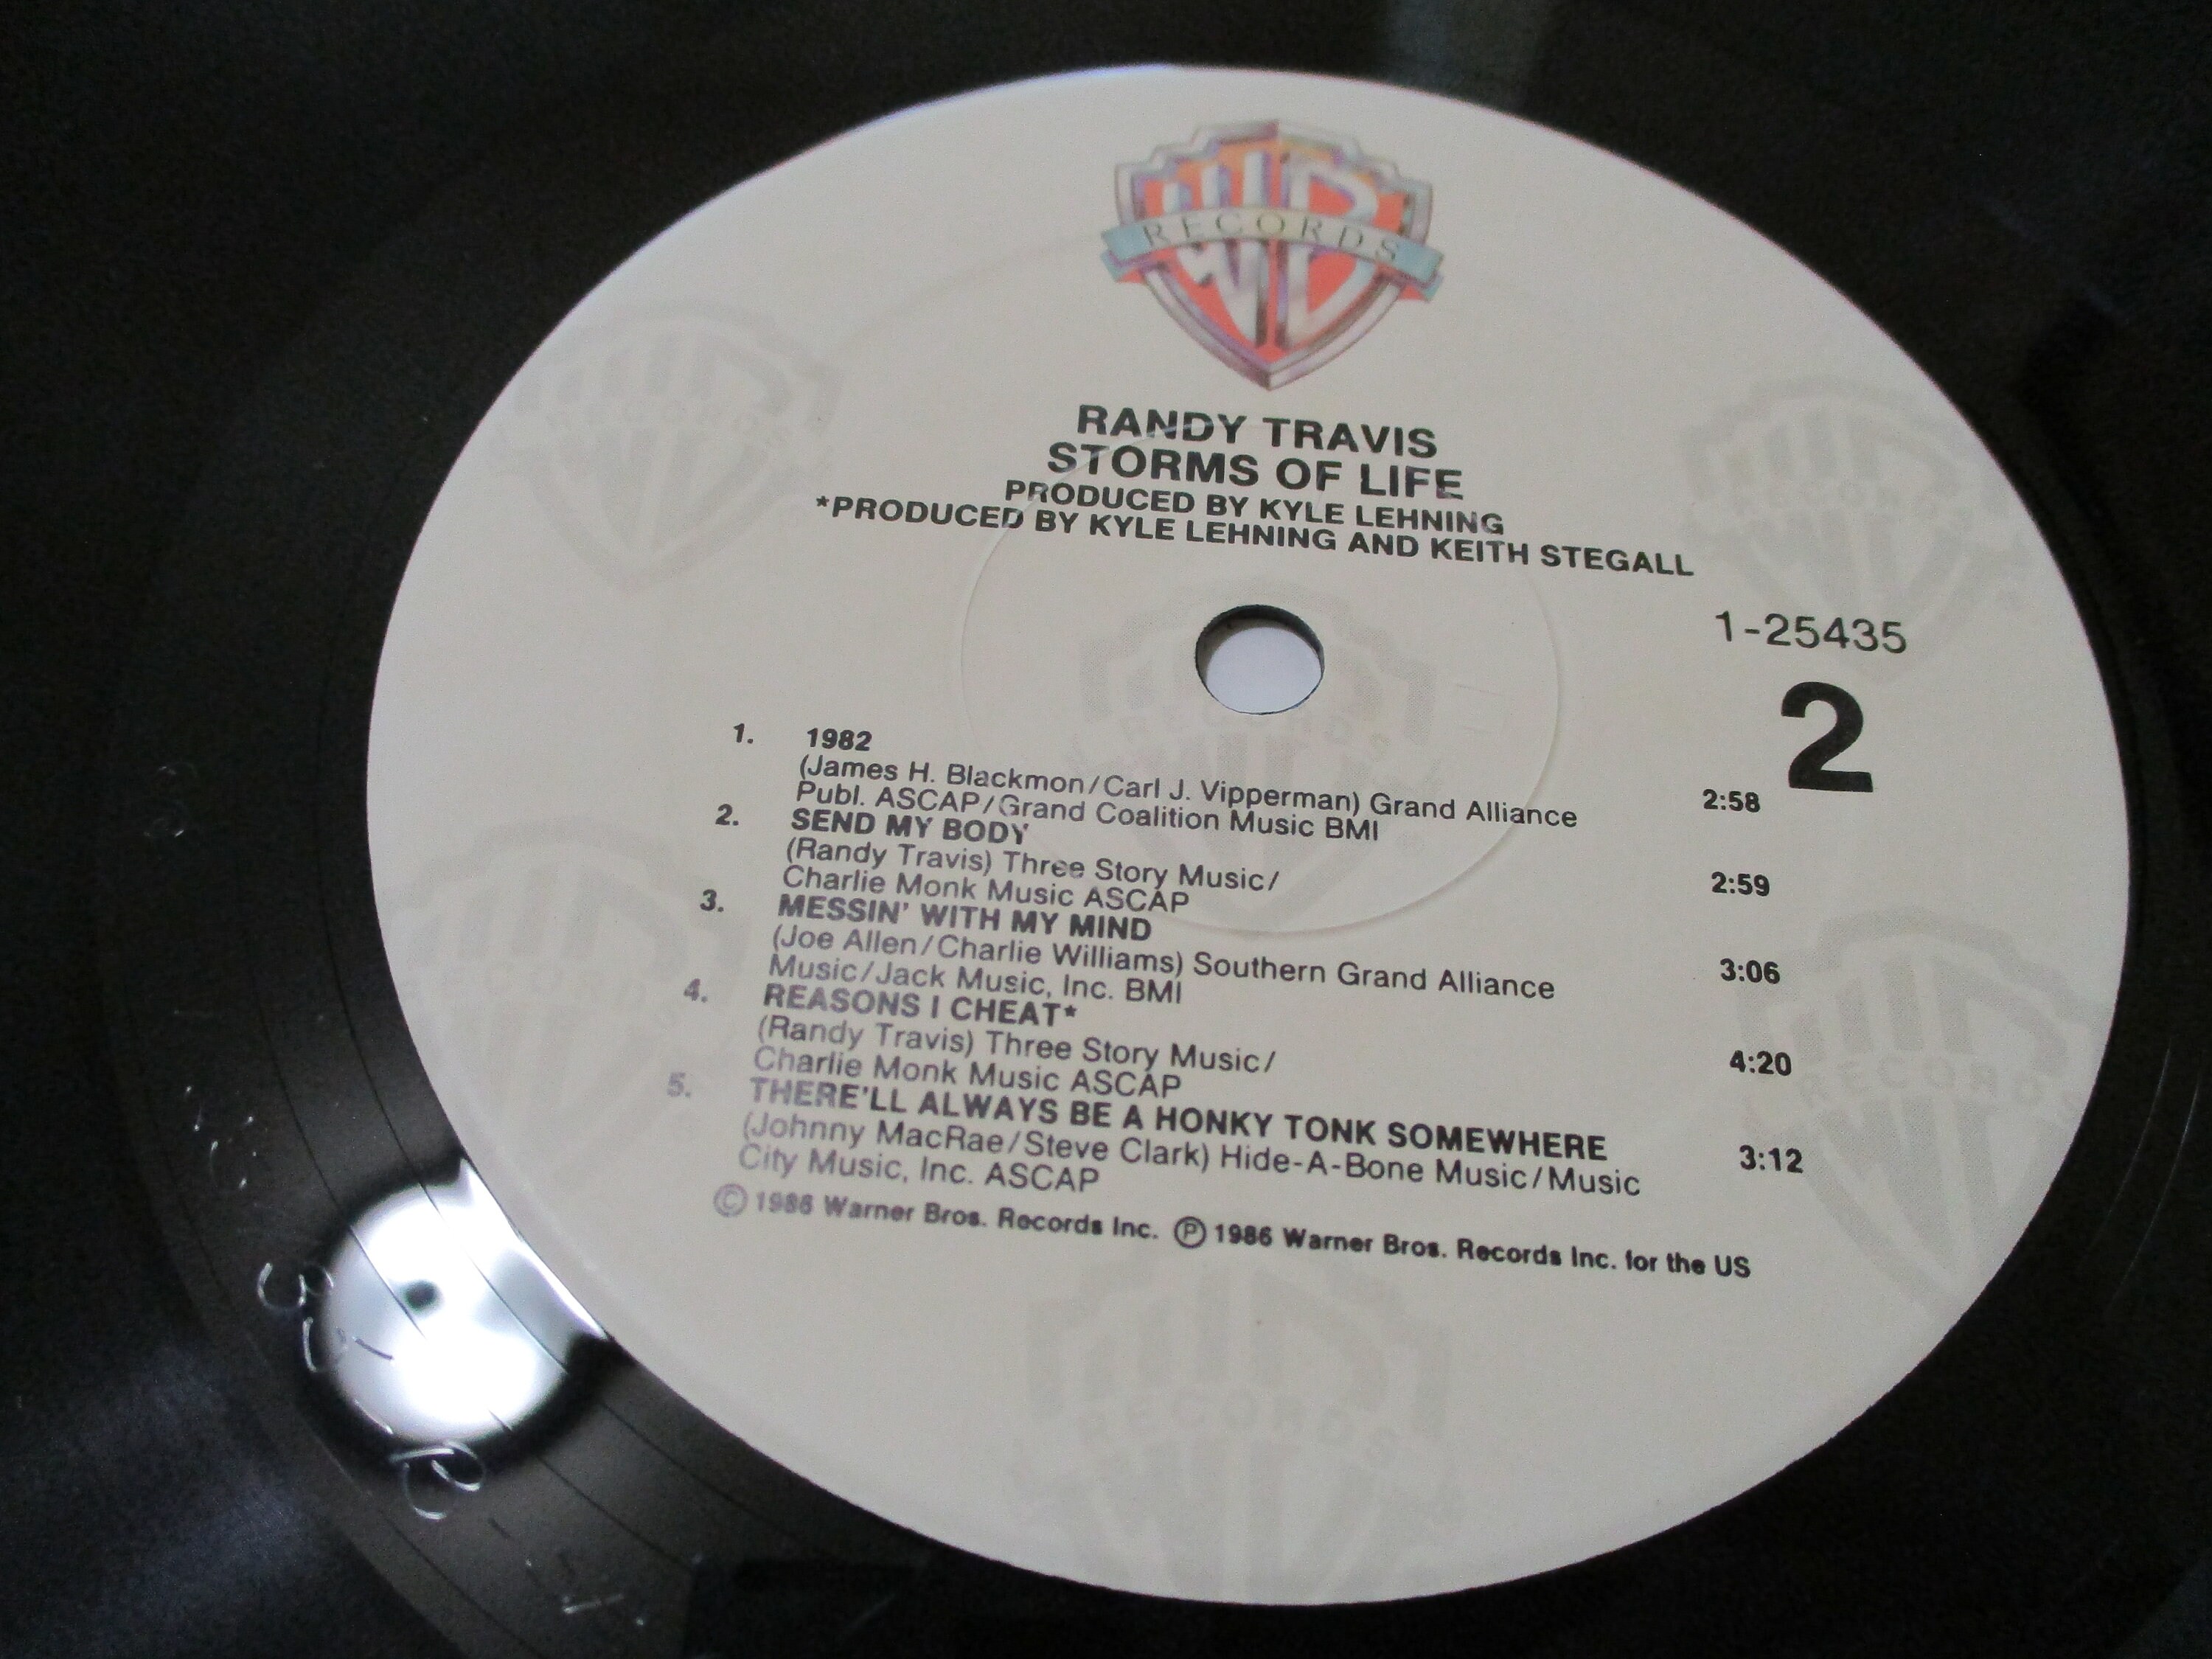 WB
RECORDS
RANDY TRAVIS
STORMS OF LIFE
PRODUCED BY KYLE LEHNING
*PRODUCED BY KYLE LEHNING AND KEITH STEGALL
1-25435
2
1. 1982
(James H. Blackmon/Carl J. Vipperman) Grand Alliance
Publ. ASCAP/Grand Coalition Music BMI 2:58
2. SEND MY BODY
(Randy Travis) Three Story Music/
Charlie Monk Music ASCAP 2:59
3. MESSIN' WITH MY MIND
(Joe Allen/Charlie Williams) Southern Grand Alliance
Music/Jack Music, Inc. BMI 3:06
4. REASONS I CHEAT*
(Randy Travis) Three Story Music/
Charlie Monk Music ASCAP 4:20
5. THERE'LL ALWAYS BE A HONKY TONK SOMEWHERE
(Johnny MacRae/Steve Clark) Hide-A-Bone Music/Music
City Music, Inc. ASCAP 3:12
© 1986 Warner Bros. Records Inc. ℗ 1986 Warner Bros. Records Inc. for the US